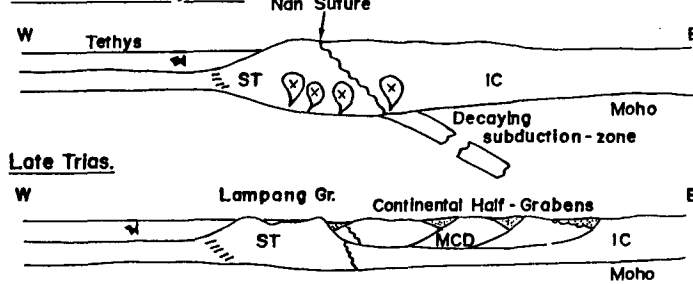 Nan Suture
W
E
Tethys
ST
IC
Moho
Decaying
subduction-zone
Late Trias.
W
E
Lampang Gr.
Continental Half-Grabens
ST
MCD
IC
Moho